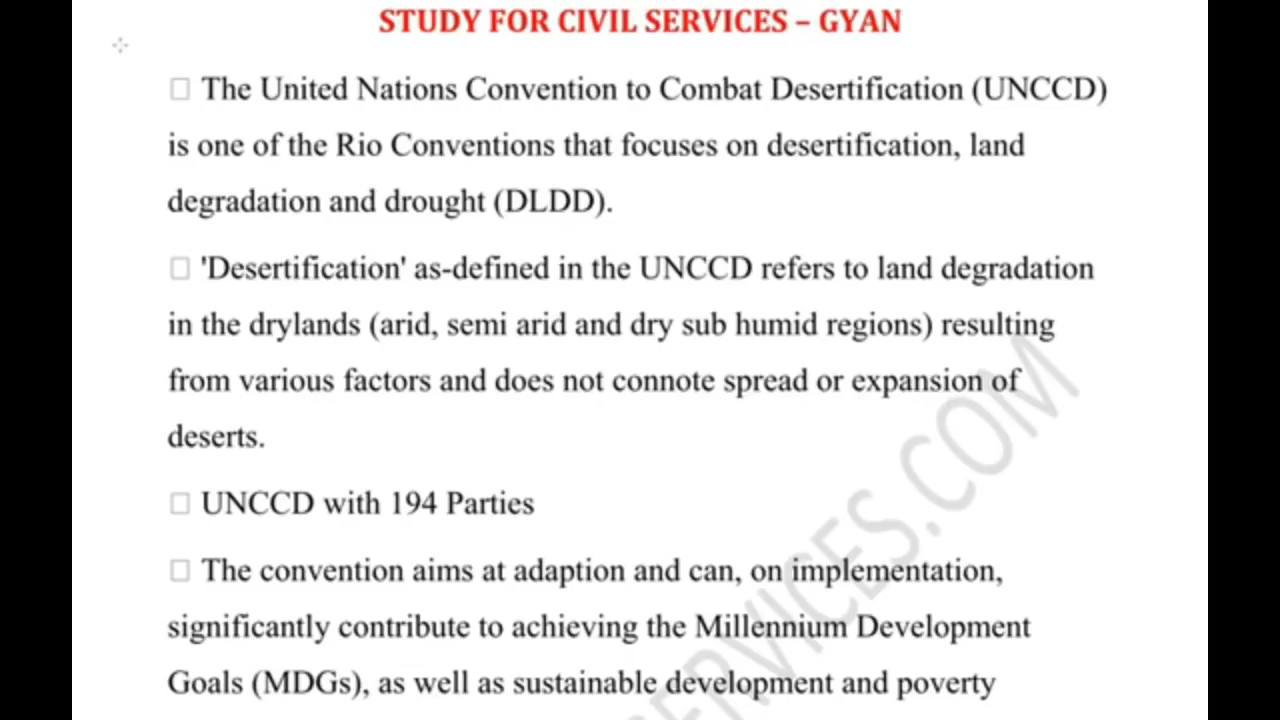 STUDY FOR CIVIL SERVICES – GYAN
The United Nations Convention to Combat Desertification (UNCCD)
is one of the Rio Conventions that focuses on desertification, land
degradation and drought (DLDD).
'Desertification' as-defined in the UNCCD refers to land degradation
in the drylands (arid, semi arid and dry sub humid regions) resulting
from various factors and does not connote spread or expansion of
deserts.
UNCCD with 194 Parties
The convention aims at adaption and can, on implementation,
significantly contribute to achieving the Millennium Development
Goals (MDGs), as well as sustainable development and poverty
SERVICES.COM